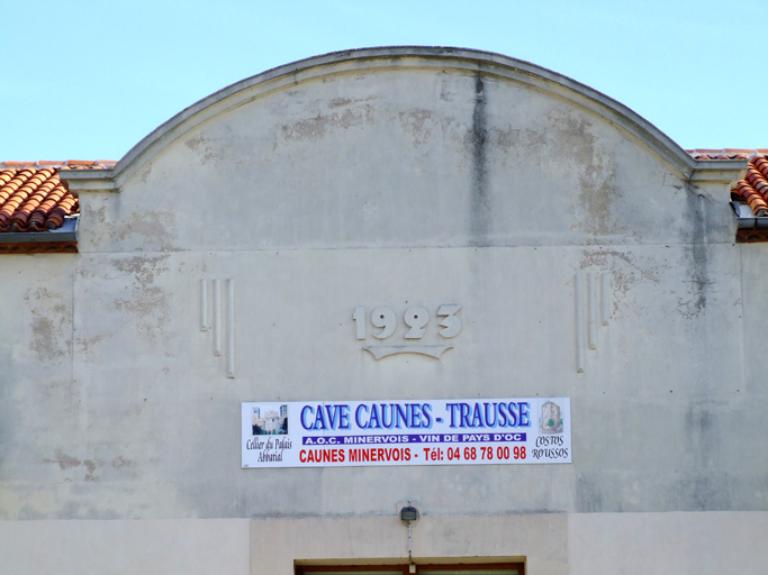 1923
CAVE CAUNES - TRAUSSE
A.O.C. MINERVOIS - VIN DE PAYS D'OC
CAUNES MINERVOIS - Tél: 04 68 78 00 98
Cellier du Palais
Abbatial
COSTOS
ROUSSOS